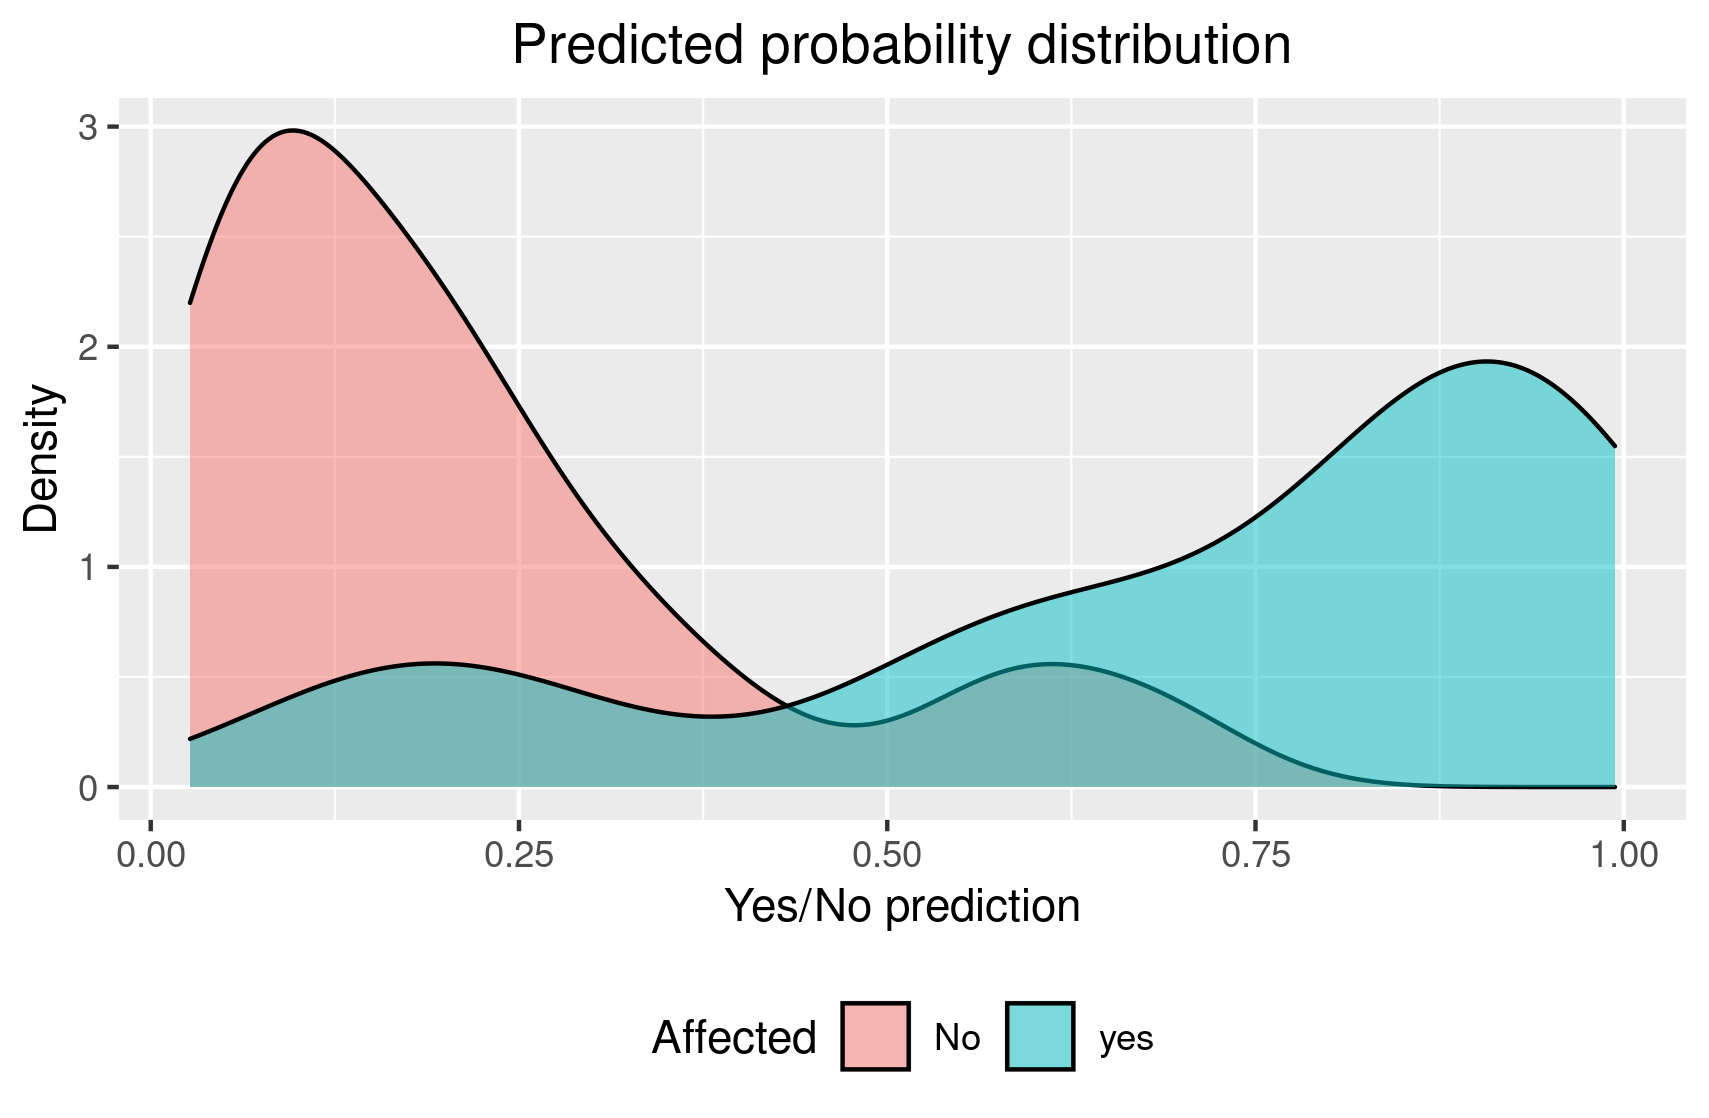 Predicted probability distribution
3
2
1
0
Density
0.00 0.25 0.50 0.75 1.00
Yes/No prediction
Affected No yes